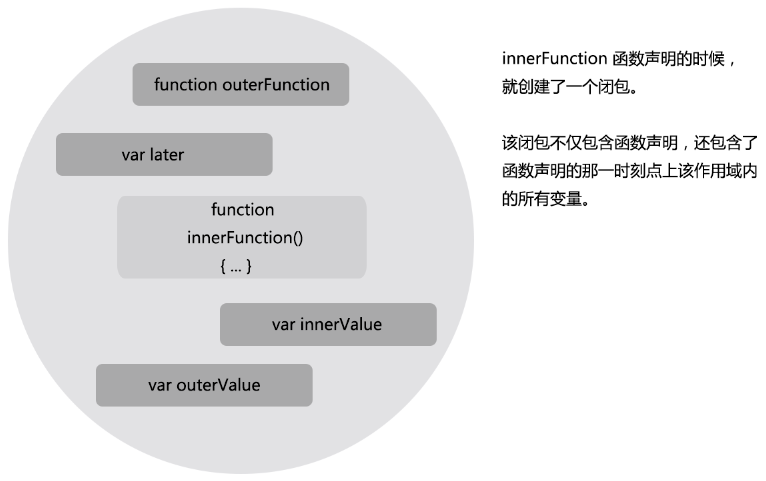 function outerFunction
var later
function
innerFunction()
{ ... }
var innerValue
var outerValue
innerFunction 函数声明的时候，
就创建了一个闭包。
该闭包不仅包含函数声明，还包含了
函数声明的那一时刻点上该作用域内
的所有变量。